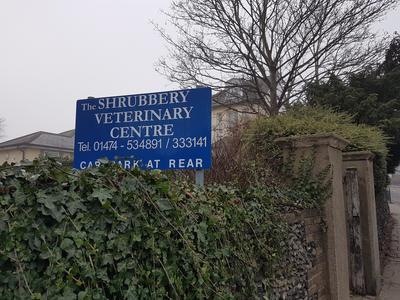 The SHRUBBERY
VETERINARY
CENTRE
Tel. 01474 - 534891 / 333141
CAR PARK AT REAR